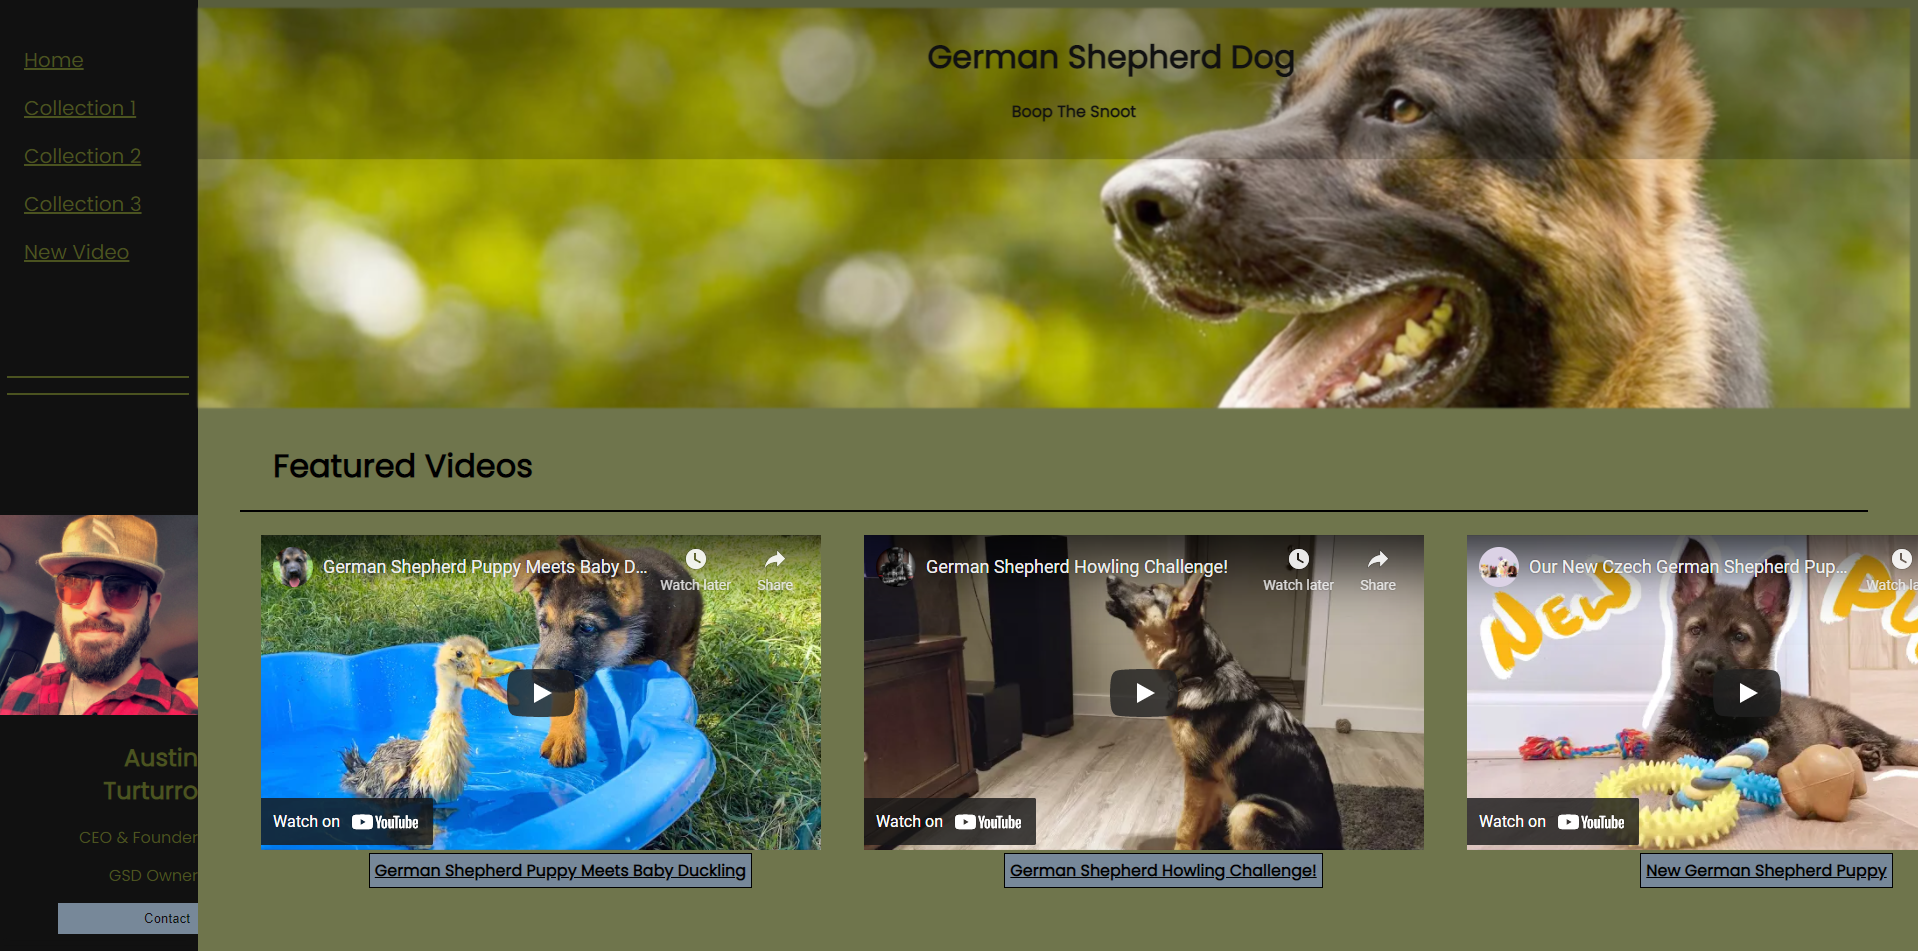 Home
Collection 1
Collection 2
Collection 3
New Video
Austin
Turturro
CEO & Founder
GSD Owner
Contact
German Shepherd Dog
Boop The Snoot
Featured Videos
German Shepherd Puppy Meets Baby D...
Watch later
Share
Watch on YouTube
German Shepherd Puppy Meets Baby Duckling
German Shepherd Howling Challenge!
Watch later
Share
Watch on YouTube
German Shepherd Howling Challenge!
Our New Czech German Shepherd Pup...
Watch la
NEW
PU
Watch on YouTube
New German Shepherd Puppy